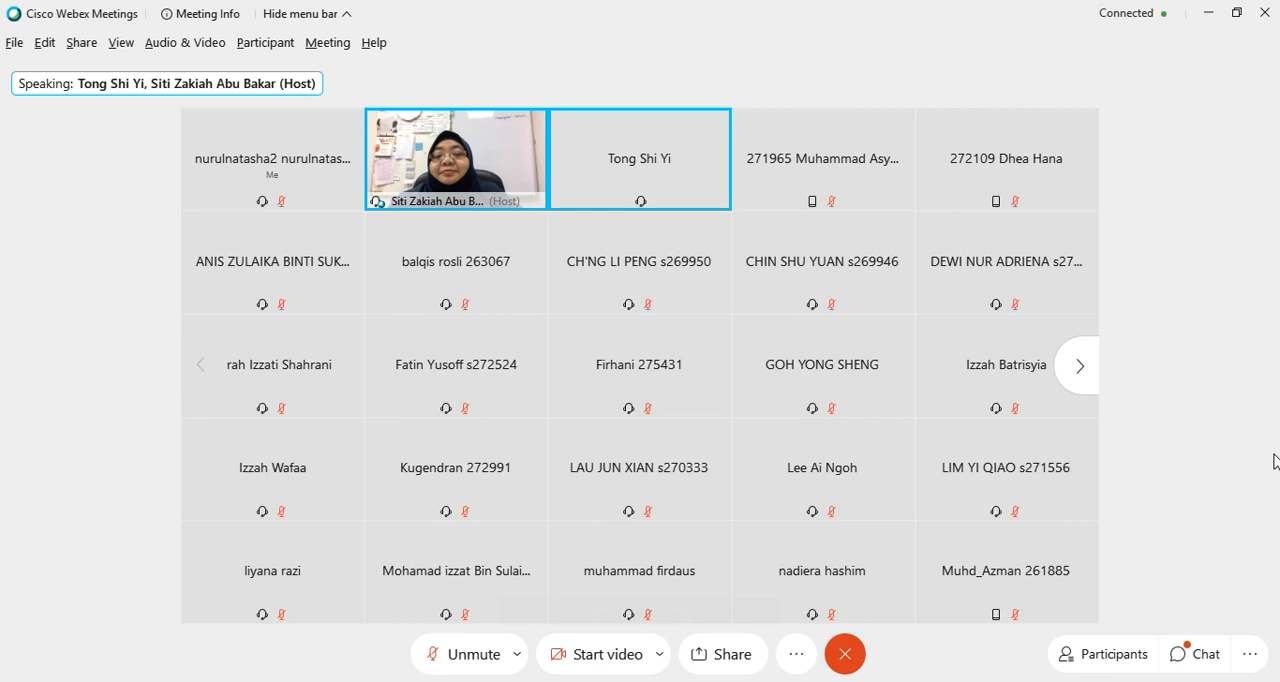 Cisco Webex Meetings Meeting Info Hide menu bar Connected
File Edit Share View Audio & Video Participant Meeting Help
Speaking: Tong Shi Yi, Siti Zakiah Abu Bakar (Host)
nurulnatasha2 nurulnatas...
Me
Siti Zakiah Abu B... (Host)
Tong Shi Yi
271965 Muhammad Asy...
272109 Dhea Hana
ANIS ZULAIKA BINTI SUK...
balqis rosli 263067
CH'NG LI PENG s269950
CHIN SHU YUAN s269946
DEWI NUR ADRIENA s27...
rah Izzati Shahrani
Fatin Yusoff s272524
Firhani 275431
GOH YONG SHENG
Izzah Batrisyia
Izzah Wafaa
Kugendran 272991
LAU JUN XIAN s270333
Lee Ai Ngoh
LIM YI QIAO s271556
liyana razi
Mohamad izzat Bin Sulai...
muhammad firdaus
nadiera hashim
Muhd_Azman 261885
Unmute Start video Share Participants Chat